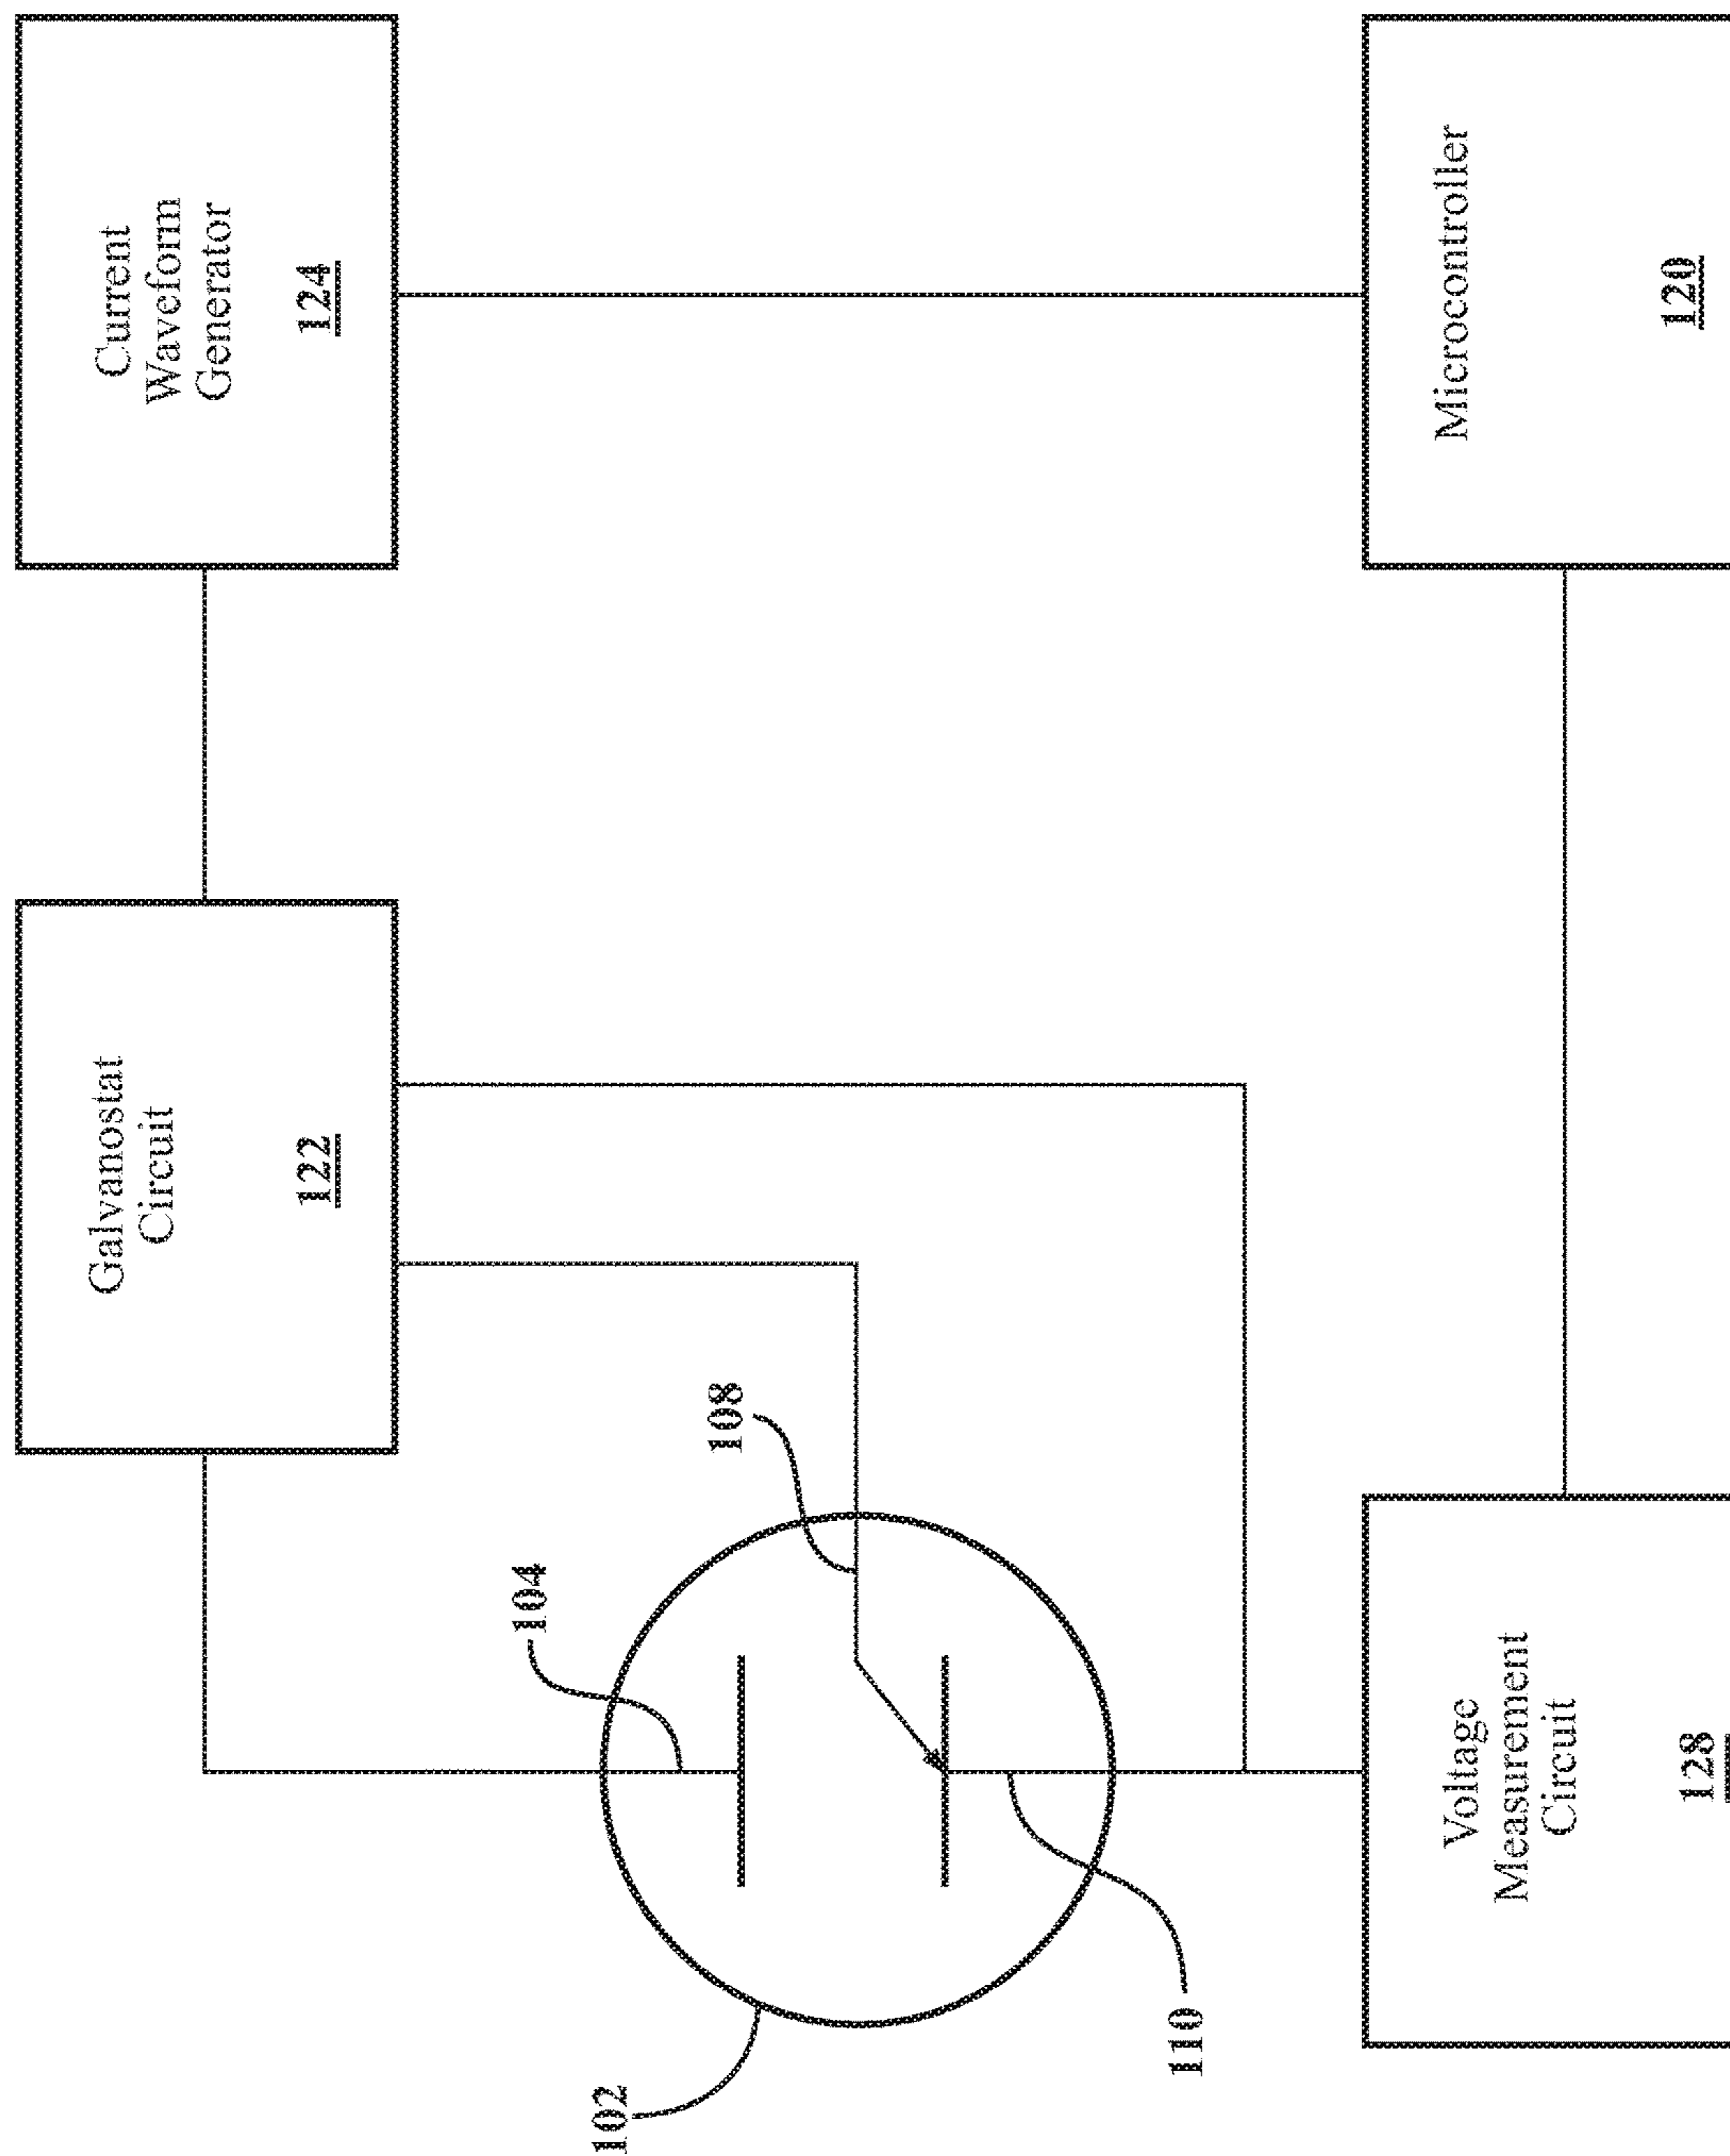 Galvanostat
Circuit
122
Current
Waveform
Generator
124
104
108
102
110
Voltage
Measurement
Circuit
128
Microcontroller
120